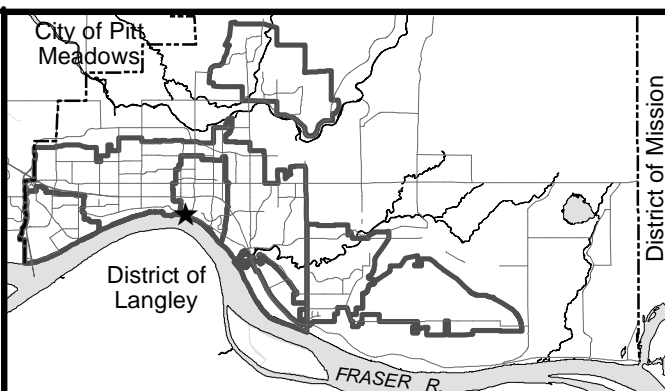 City of Pitt
Meadows
District of Mission
District of
Langley
FRASER R.